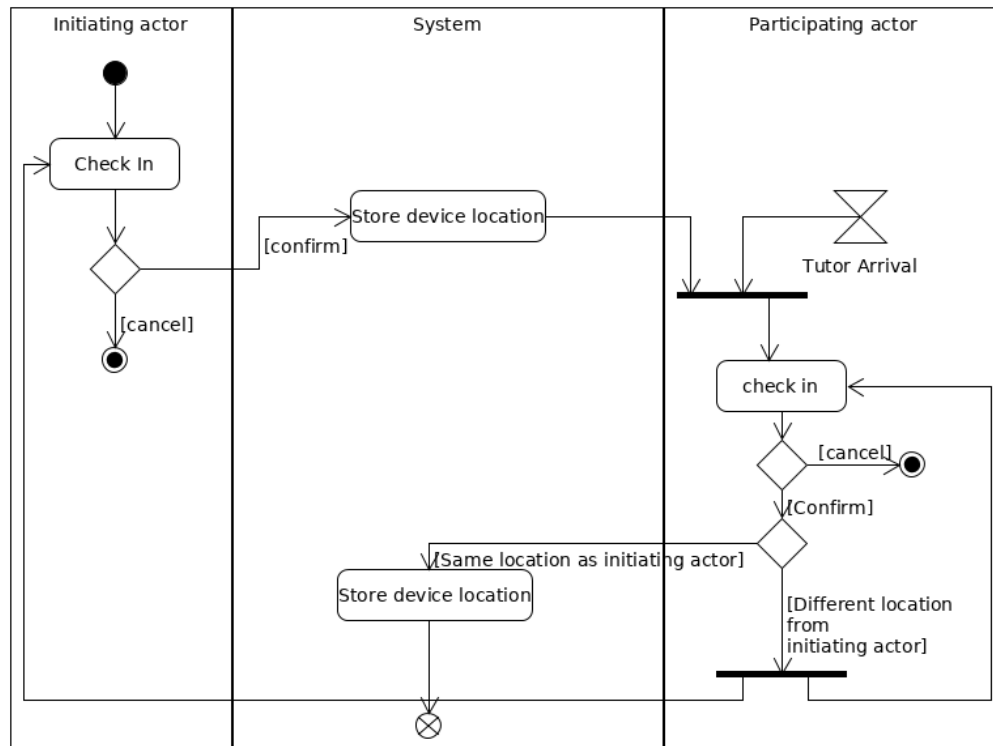 Initiating actor
System
Participating actor
Check In
Store device location
[confirm]
Tutor Arrival
[cancel]
check in
[cancel]
[Confirm]
[Same location as initiating actor]
Store device location
[Different location
from
initiating actor]